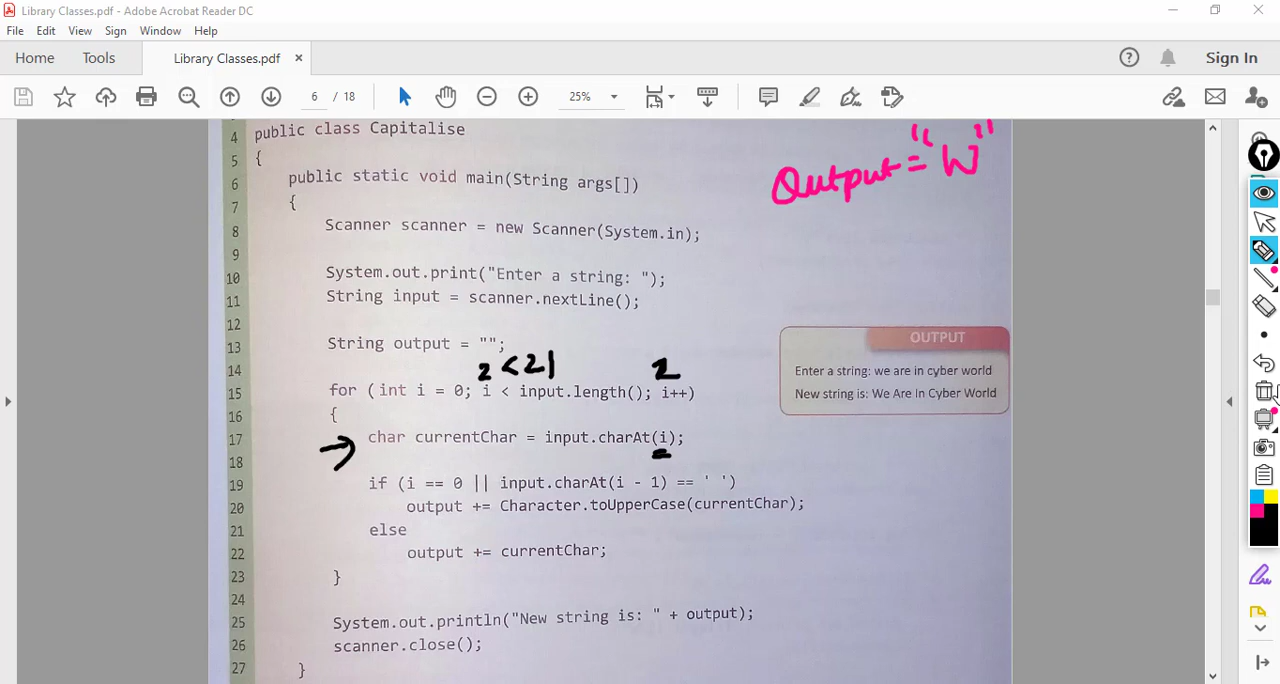 Library Classes.pdf - Adobe Acrobat Reader DC
File Edit View Sign Window Help
Home Tools Library Classes.pdf × Sign In
6 / 18 25%
4 public class Capitalise
5 {
6 public static void main(String args[])
7 {
8 Scanner scanner = new Scanner(System.in);
9
10 System.out.print("Enter a string: ");
11 String input = scanner.nextLine();
12
13 String output = "";
14
15 for (int i = 0; i < input.length(); i++)
16 {
17 char currentChar = input.charAt(i);
18
19 if (i == 0 || input.charAt(i - 1) == ' ')
20 output += Character.toUpperCase(currentChar);
21 else
22 output += currentChar;
23 }
24
25 System.out.println("New string is: " + output);
26 scanner.close();
27 }
Output = "W"
2 < 21 2
OUTPUT
Enter a string: we are in cyber world
New string is: We Are In Cyber World